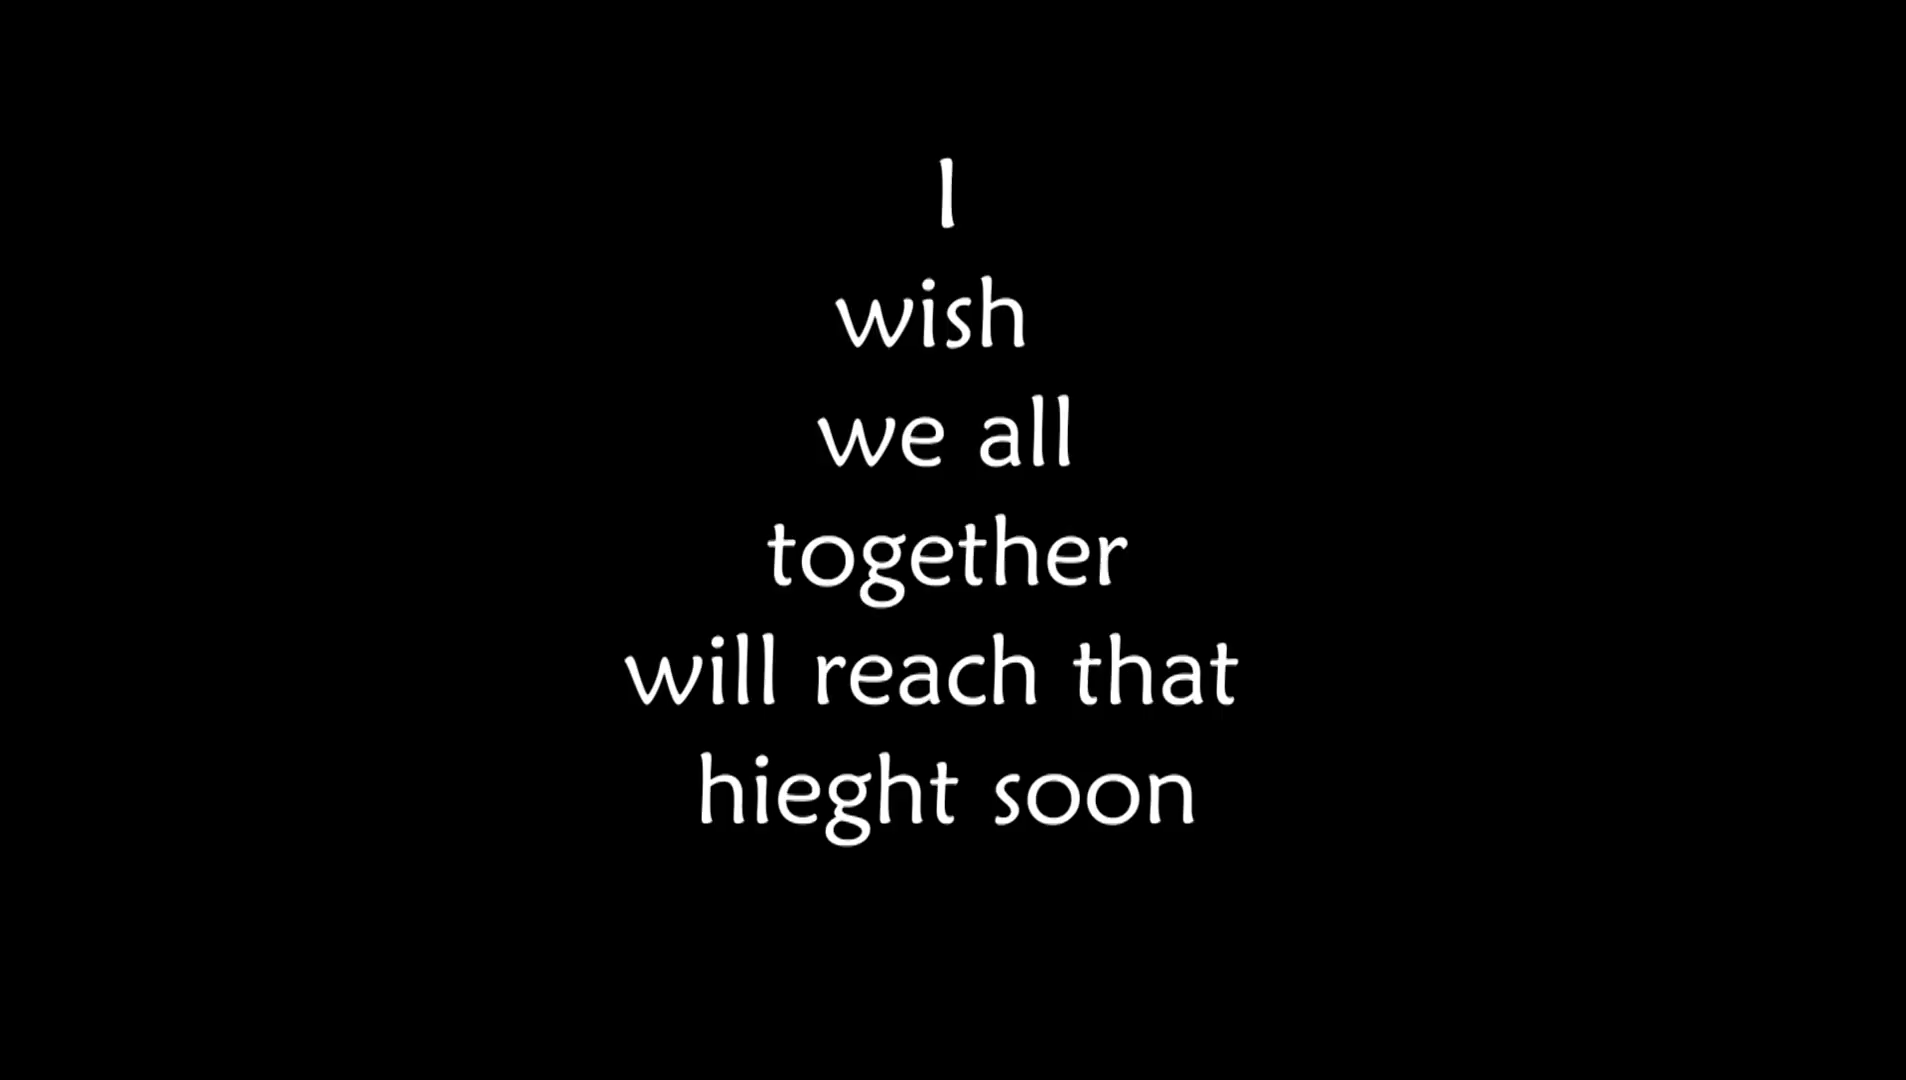 I
wish
we all
together
will reach that
hieght soon